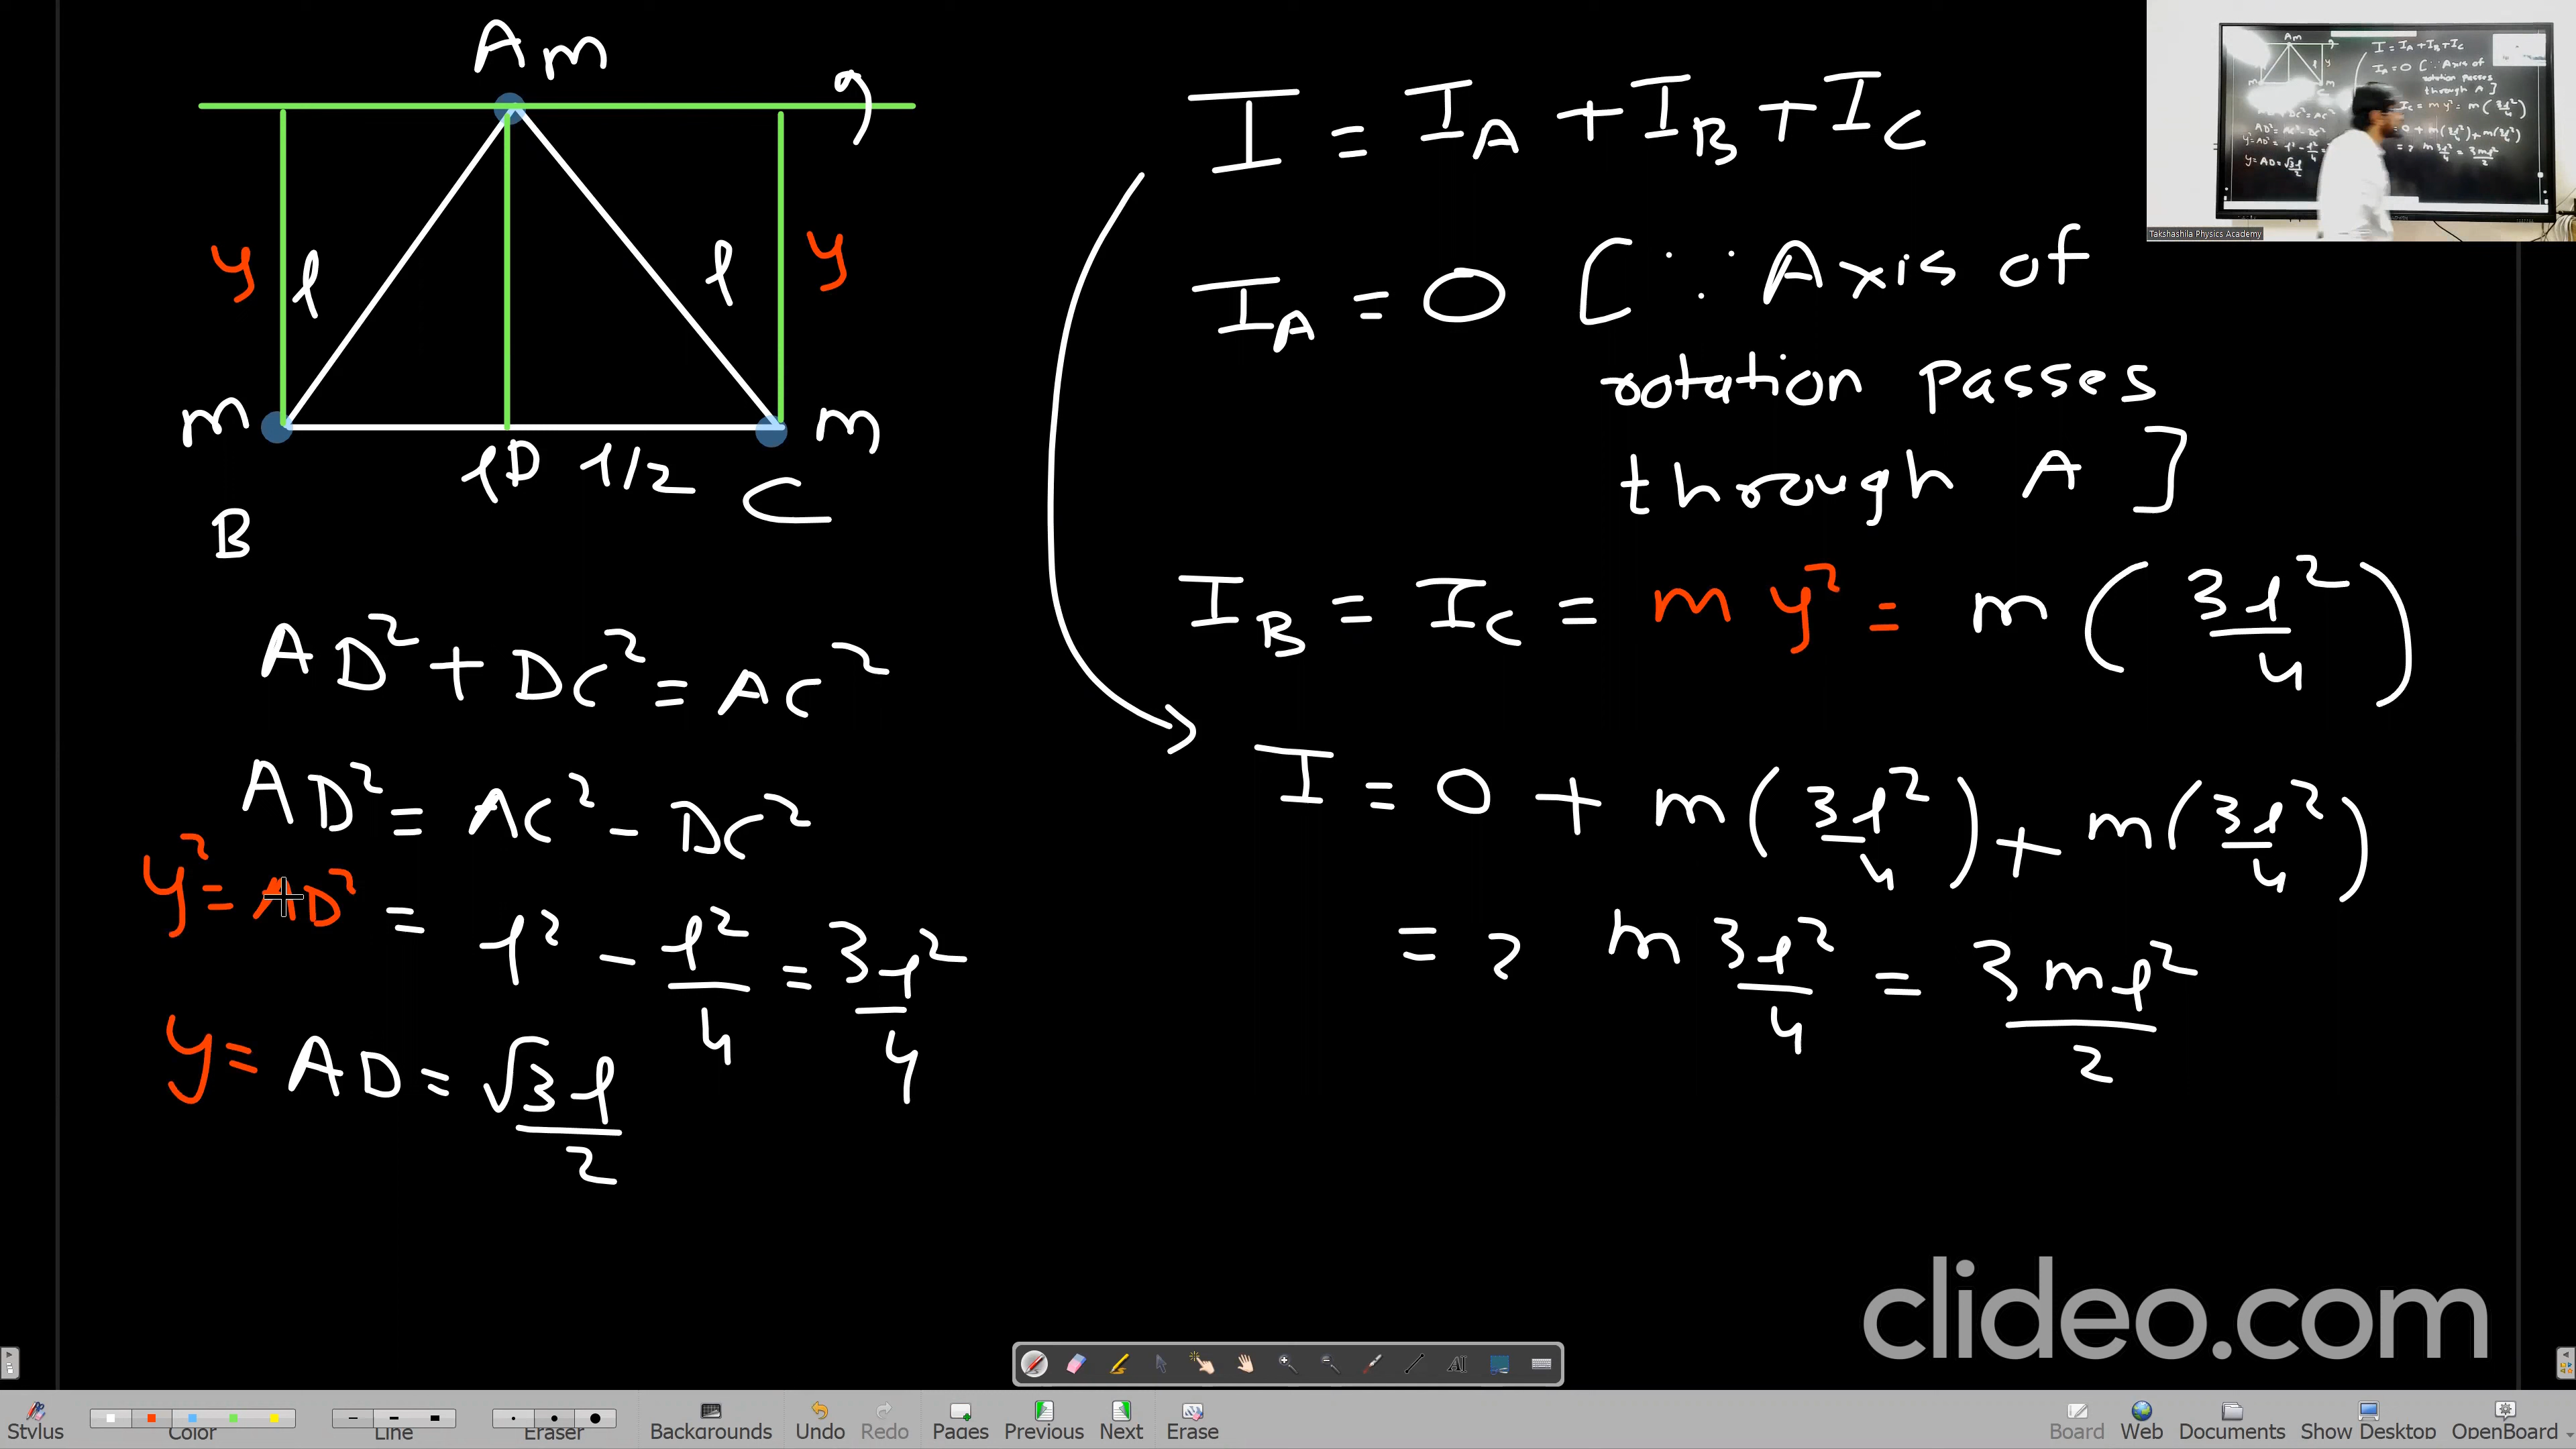 A m
y l l y
m m
l D l/2 C
B
AD² + DC² = AC²
AD² = AC² - DC²
y² = AD² = l² - l²/4 = 3l²/4
y = AD = √3 l/2
I = I_A + I_B + I_C
I_A = 0 [ ∵ Axis of
rotation passes
through A ]
I_B = I_C = m y² = m ( 3l²/4 )
I = 0 + m ( 3l²/4 ) + m ( 3l²/4 )
= 2 m 3l²/4 = 3ml²/2
Takshashila Physics Academy
clideo.com
Stylus Color Line Eraser Backgrounds Undo Redo Pages Previous Next Erase Board Web Documents Show Desktop OpenBoard